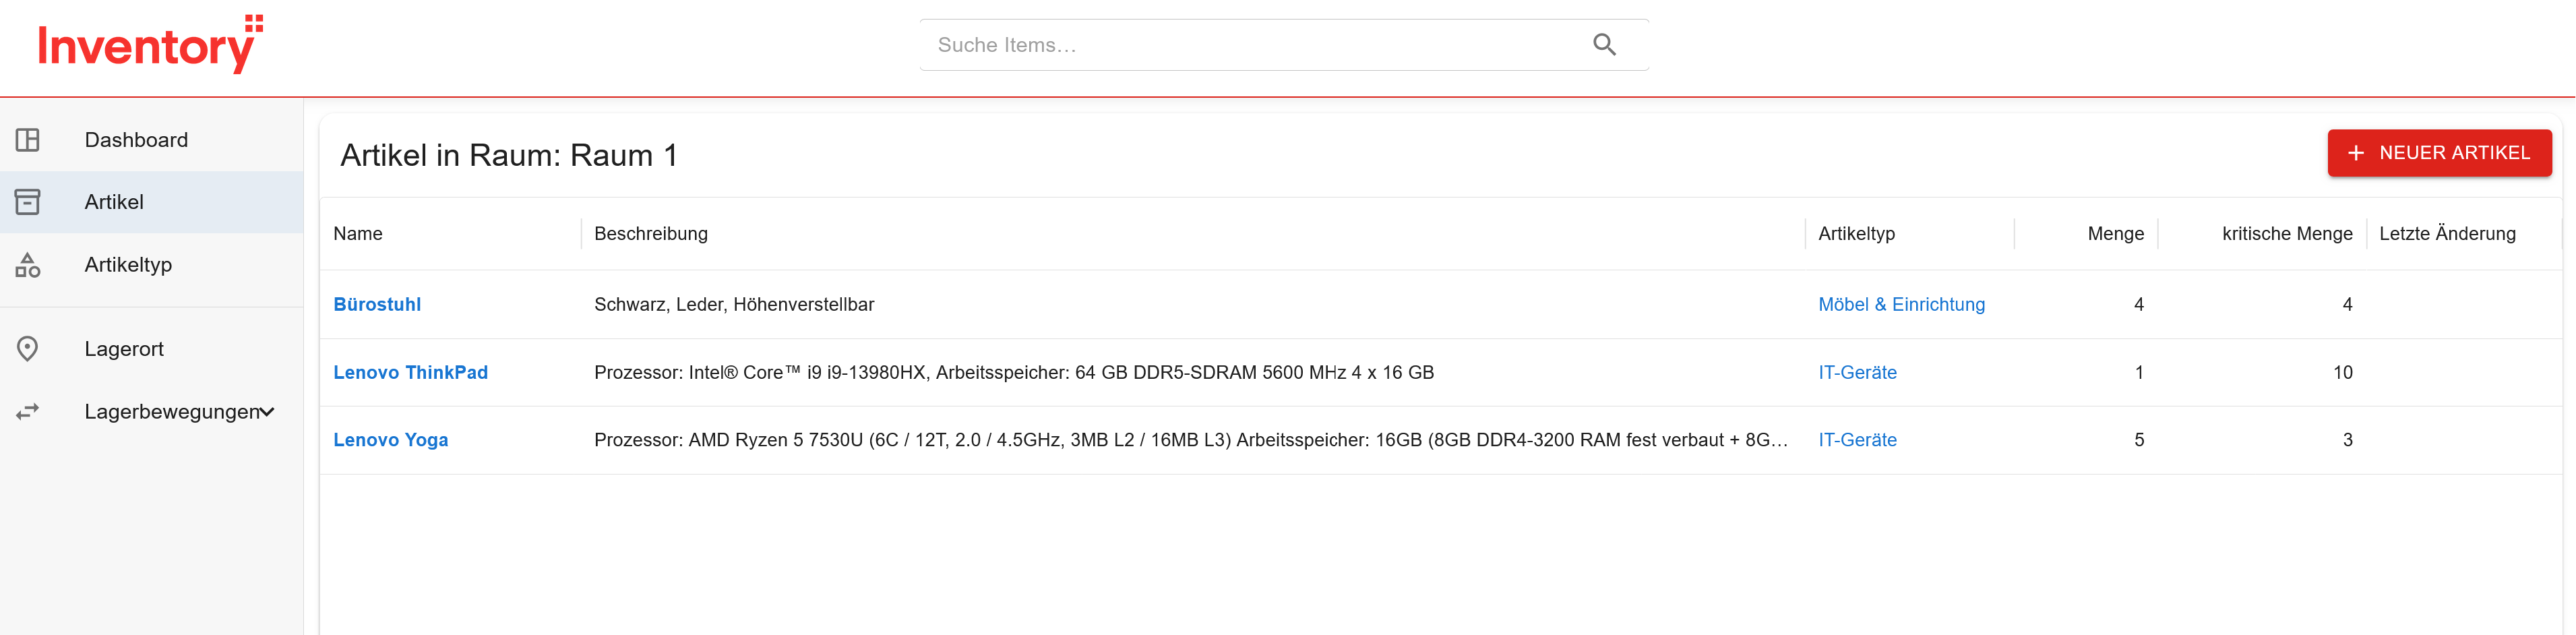 Inventory
Suche Items…
Dashboard
Artikel
Artikeltyp
Lagerort
Lagerbewegungen
Artikel in Raum: Raum 1
NEUER ARTIKEL
Name Beschreibung Artikeltyp Menge kritische Menge Letzte Änderung
Bürostuhl Schwarz, Leder, Höhenverstellbar Möbel & Einrichtung 4 4
Lenovo ThinkPad Prozessor: Intel® Core™ i9 i9-13980HX, Arbeitsspeicher: 64 GB DDR5-SDRAM 5600 MHz 4 x 16 GB IT-Geräte 1 10
Lenovo Yoga Prozessor: AMD Ryzen 5 7530U (6C / 12T, 2.0 / 4.5GHz, 3MB L2 / 16MB L3) Arbeitsspeicher: 16GB (8GB DDR4-3200 RAM fest verbaut + 8G… IT-Geräte 5 3